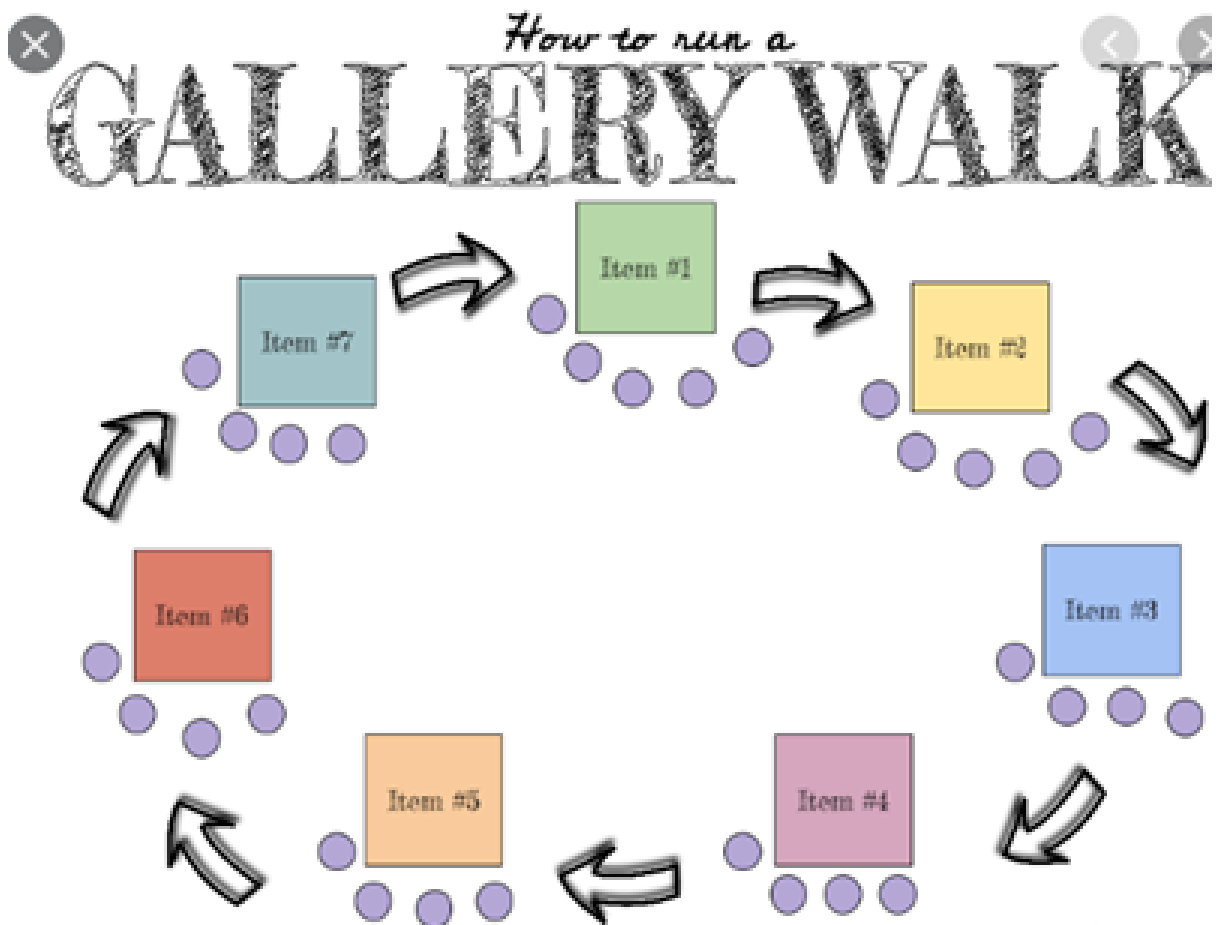 How to run a
GALLERY WALK
Item #1
Item #2
Item #3
Item #4
Item #5
Item #6
Item #7